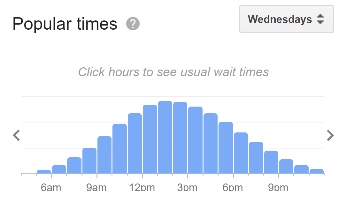 Popular times ?
Wednesdays
Click hours to see usual wait times
6am 9am 12pm 3pm 6pm 9pm